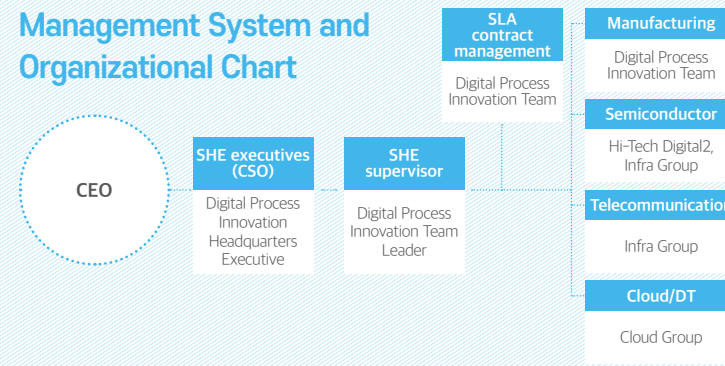 Management System and
Organizational Chart
CEO
SHE executives
(CSO)
Digital Process
Innovation
Headquarters
Executive
SHE
supervisor
Digital Process
Innovation Team
Leader
SLA
contract
management
Digital Process
Innovation Team
Manufacturing
Digital Process
Innovation Team
Semiconductor
Hi-Tech Digital2,
Infra Group
Telecommunication
Infra Group
Cloud/DT
Cloud Group